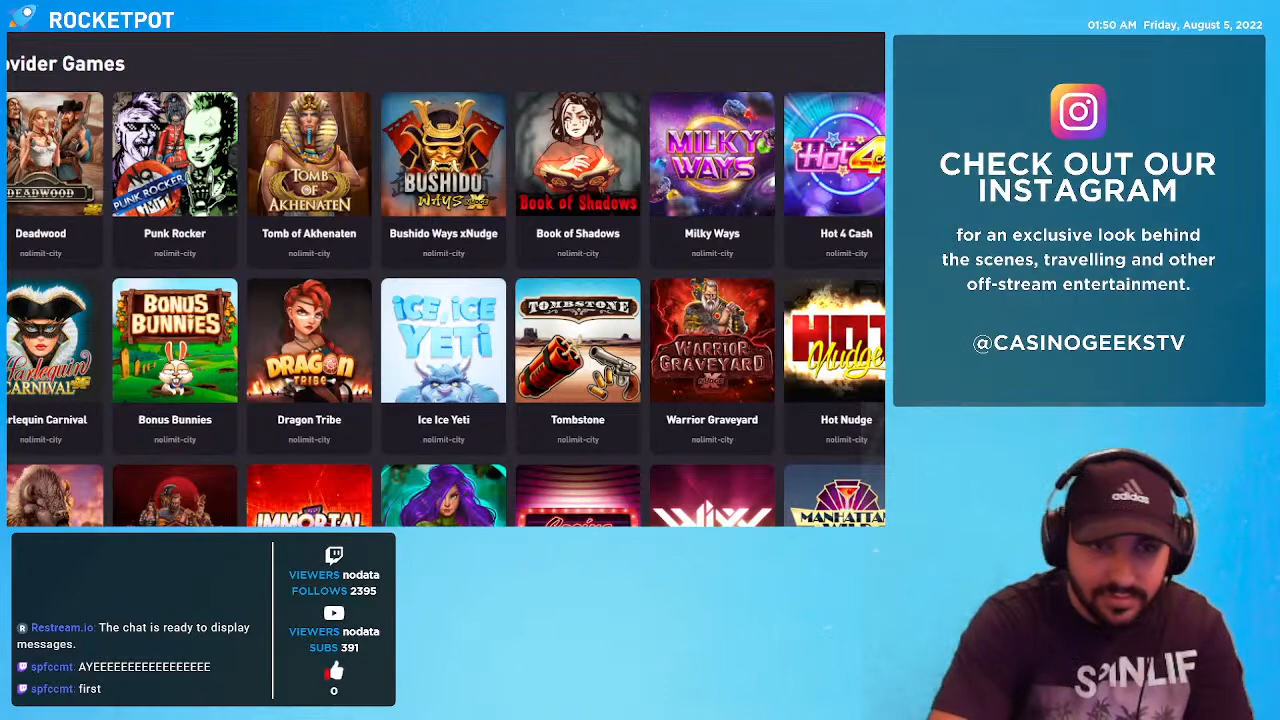 ROCKETPOT
01:50 AM Friday, August 5, 2022
ovider Games
DEADWOOD
PUNK ROCKER
TOMB OF AKHENATEN
BUSHIDO WAYS
Book of Shadows
MILKY WAYS
Hot 4
Deadwood
Punk Rocker
Tomb of Akhenaten
Bushido Ways xNudge
Book of Shadows
Milky Ways
Hot 4 Cash
nolimit-city
nolimit-city
nolimit-city
nolimit-city
nolimit-city
nolimit-city
nolimit-city
Harlequin CARNIVAL
BONUS BUNNIES
DRAGON TRIBE
ICE, ICE YETI
TOMBSTONE
WARRIOR GRAVEYARD
HOT Nudge
rlequin Carnival
Bonus Bunnies
Dragon Tribe
Ice Ice Yeti
Tombstone
Warrior Graveyard
Hot Nudge
nolimit-city
nolimit-city
nolimit-city
nolimit-city
nolimit-city
nolimit-city
nolimit-city
IMMORTAL
MANHATTAN
CHECK OUT OUR
INSTAGRAM
for an exclusive look behind
the scenes, travelling and other
off-stream entertainment.
@CASINOGEEKSTV
Restream.io: The chat is ready to display
messages.
spfccmt: AYEEEEEEEEEEEEEEEEE
spfccmt: first
VIEWERS nodata
FOLLOWS 2395
VIEWERS nodata
SUBS 391
0
adidas
SPINLIF